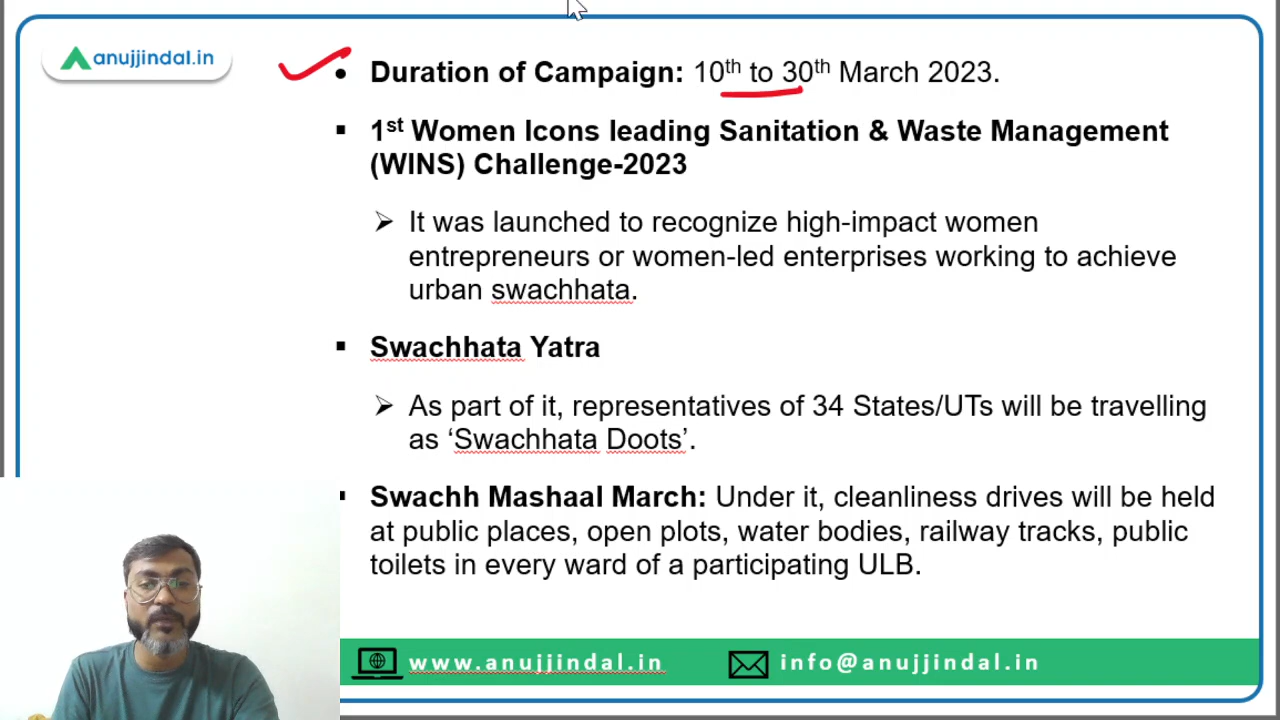 anujjindal.in
• Duration of Campaign: 10th to 30th March 2023.
▪ 1st Women Icons leading Sanitation & Waste Management
(WINS) Challenge-2023
➢ It was launched to recognize high-impact women
entrepreneurs or women-led enterprises working to achieve
urban swachhata.
▪ Swachhata Yatra
➢ As part of it, representatives of 34 States/UTs will be travelling
as ‘Swachhata Doots’.
▪ Swachh Mashaal March: Under it, cleanliness drives will be held
at public places, open plots, water bodies, railway tracks, public
toilets in every ward of a participating ULB.
www.anujjindal.in
info@anujjindal.in